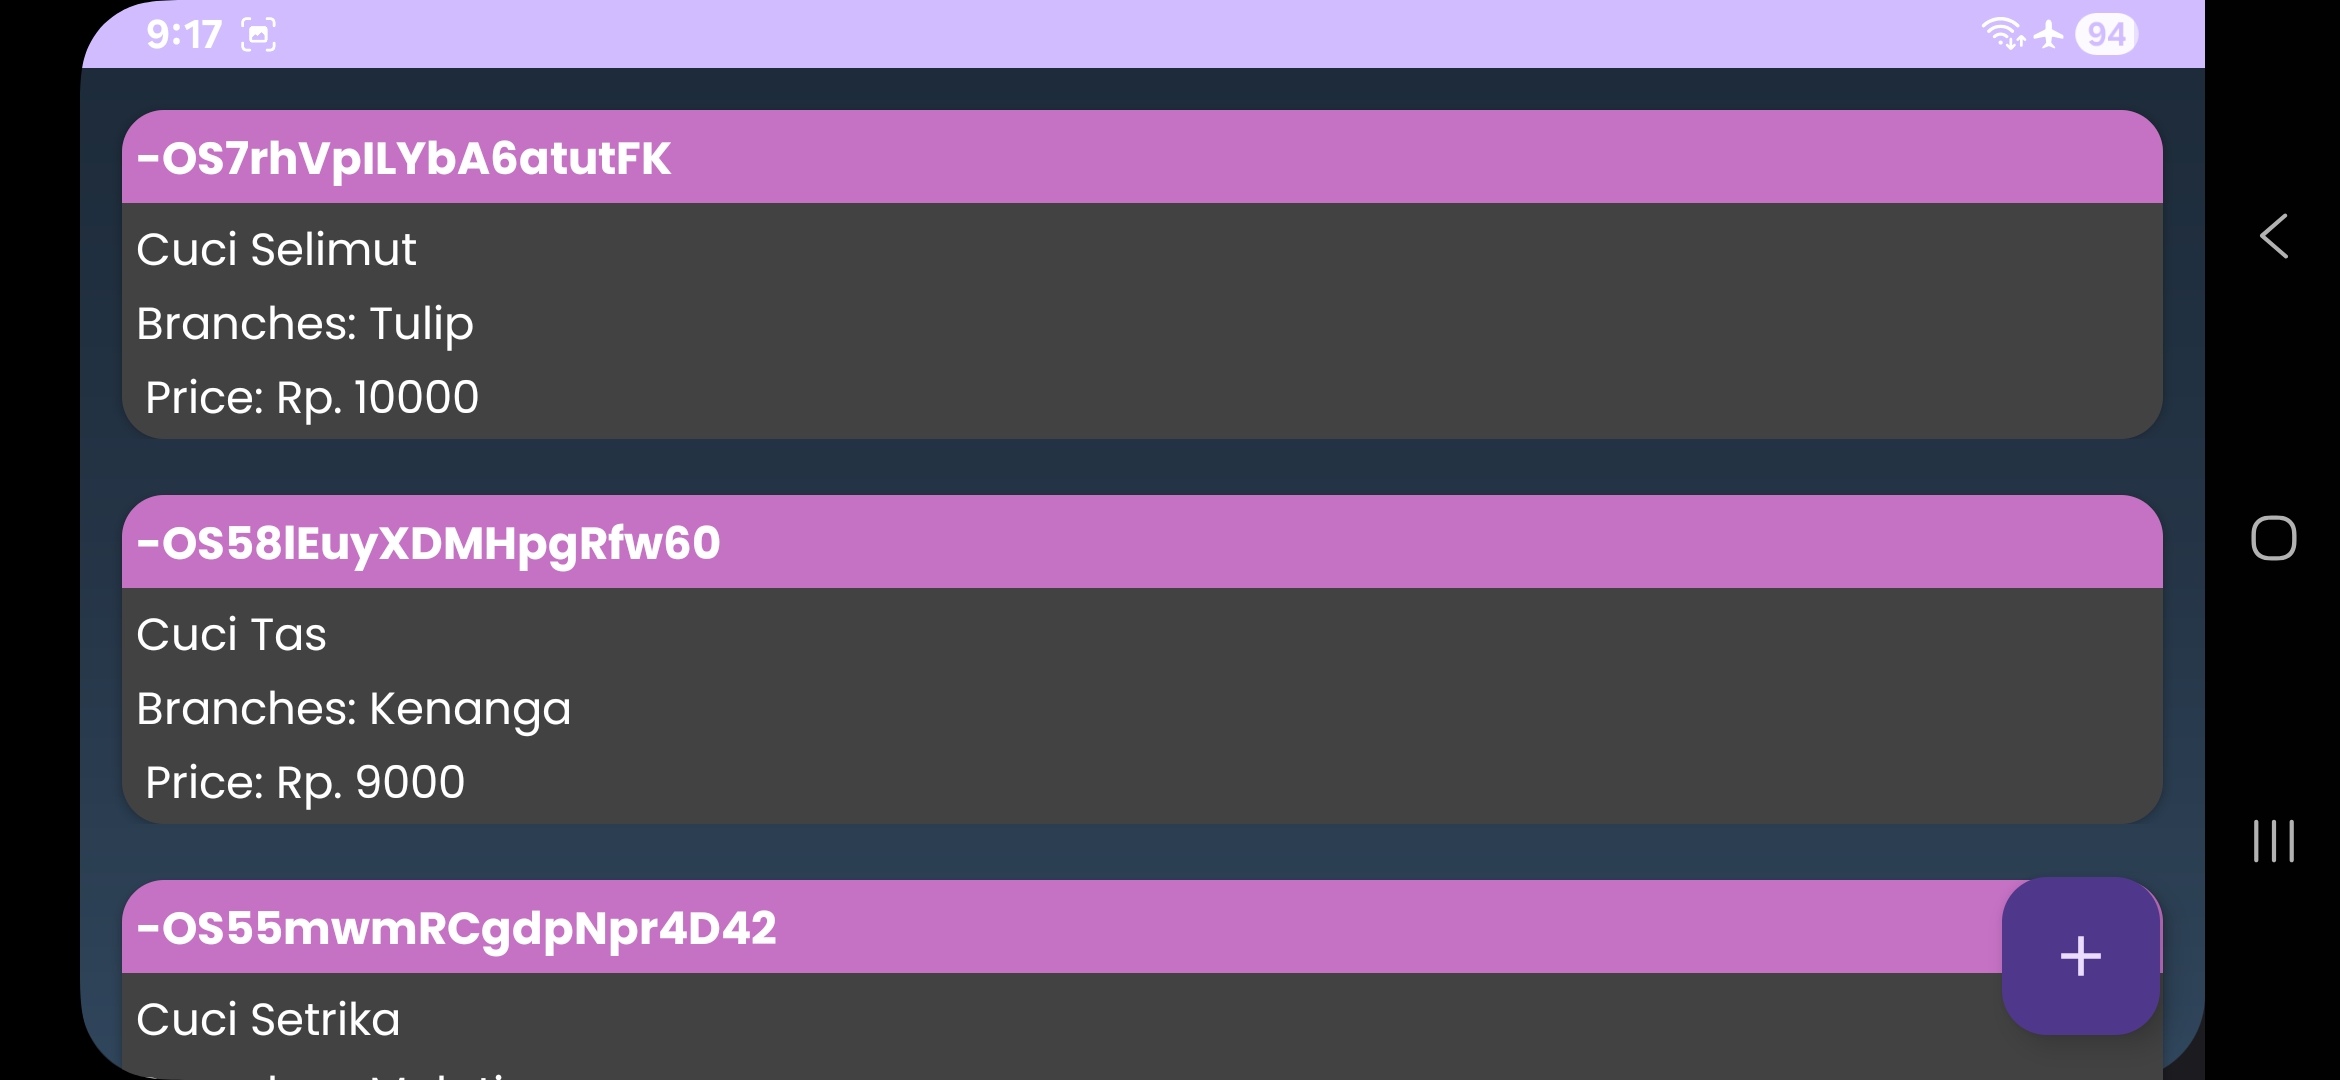 9:17
94
-OS7rhVpILYbA6atutFK
Cuci Selimut
Branches: Tulip
Price: Rp. 10000
-OS58lEuyXDMHpgRfw60
Cuci Tas
Branches: Kenanga
Price: Rp. 9000
-OS55mwmRCgdpNpr4D42
Cuci Setrika